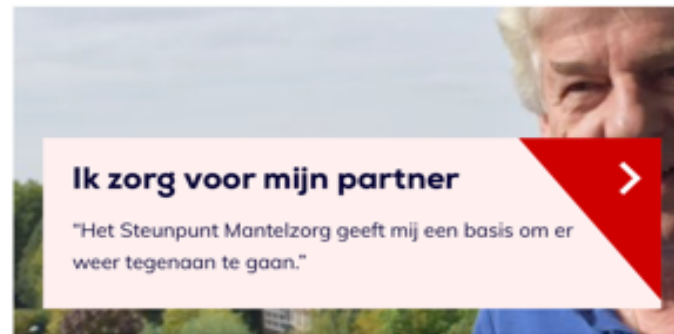 Ik zorg voor mijn partner
“Het Steunpunt Mantelzorg geeft mij een basis om er
weer tegenaan te gaan.”